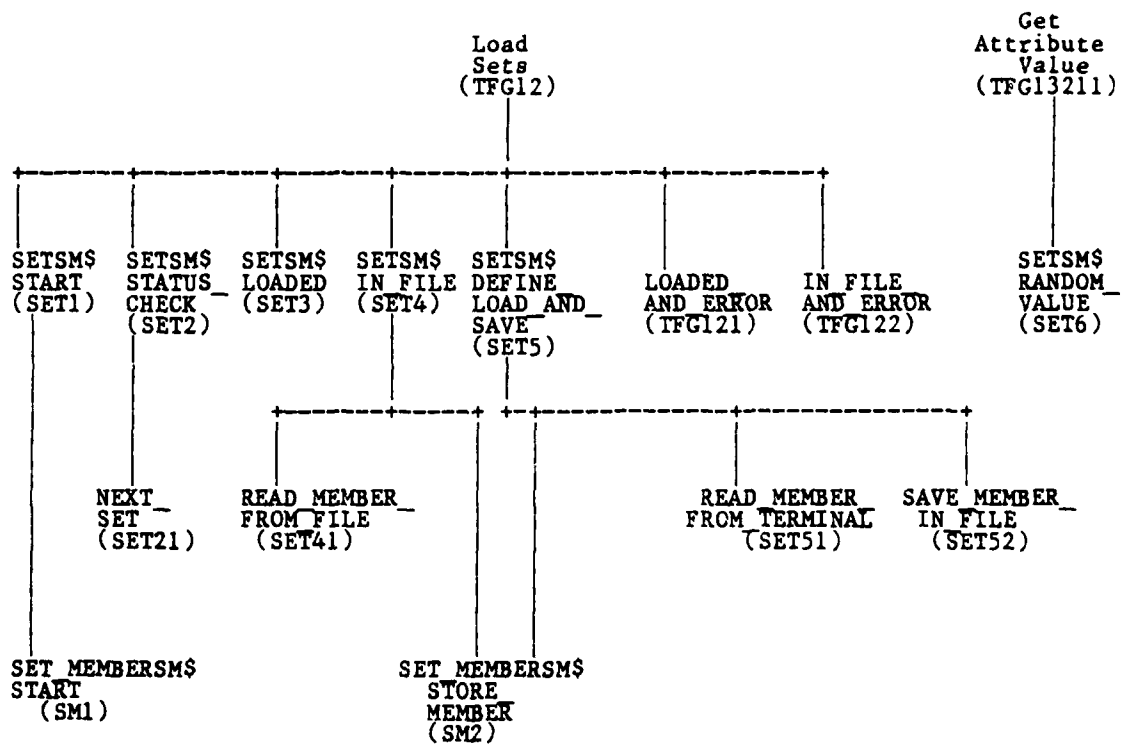 Load
Sets
(TFG12)
Get
Attribute
Value
(TFG13211)
SETSM$
START
(SET1)
SETSM$
STATUS_
CHECK
(SET2)
SETSM$
LOADED
(SET3)
SETSM$
IN_FILE
(SET4)
SETSM$
DEFINE_
LOAD_AND_
SAVE
(SET5)
LOADED_
AND_ERROR
(TFG121)
IN_FILE_
AND_ERROR
(TFG122)
SETSM$
RANDOM_
VALUE
(SET6)
NEXT_
SET
(SET21)
READ_MEMBER_
FROM_FILE
(SET41)
READ_MEMBER_
FROM_TERMINAL
(SET51)
SAVE_MEMBER_
IN_FILE
(SET52)
SET_MEMBERSM$
START
(SM1)
SET_MEMBERSM$
STORE_
MEMBER
(SM2)